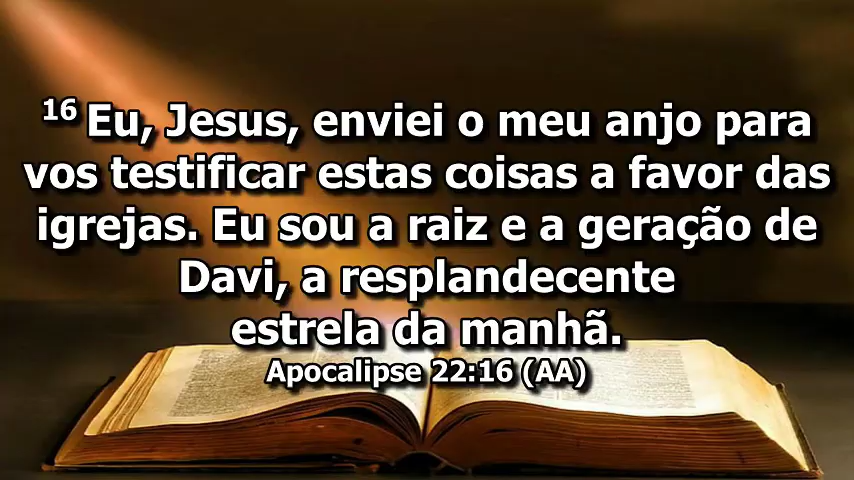 16 Eu, Jesus, enviei o meu anjo para
vos testificar estas coisas a favor das
igrejas. Eu sou a raiz e a geração de
Davi, a resplandecente
estrela da manhã.
Apocalipse 22:16 (AA)